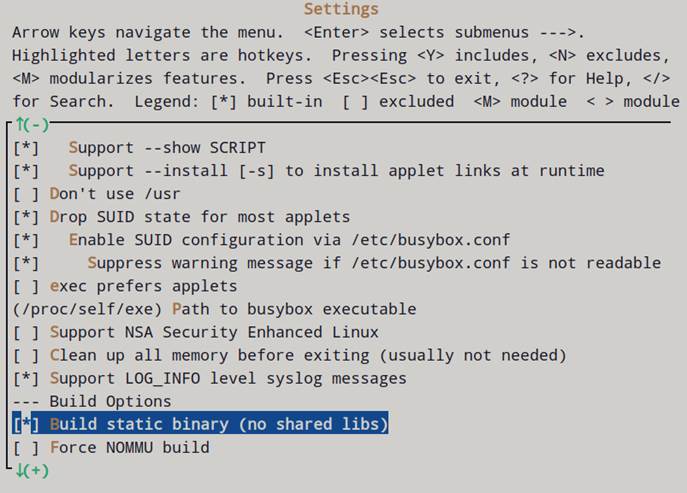 Settings
Arrow keys navigate the menu.  <Enter> selects submenus --->.
Highlighted letters are hotkeys.  Pressing <Y> includes, <N> excludes,
<M> modularizes features.  Press <Esc><Esc> to exit, <?> for Help, </>
for Search.  Legend: [*] built-in  [ ] excluded  <M> module  < > module
↑(-)
[*]   Support --show SCRIPT
[*]   Support --install [-s] to install applet links at runtime
[ ] Don't use /usr
[*] Drop SUID state for most applets
[*]   Enable SUID configuration via /etc/busybox.conf
[*]     Suppress warning message if /etc/busybox.conf is not readable
[ ] exec prefers applets
(/proc/self/exe) Path to busybox executable
[ ] Support NSA Security Enhanced Linux
[ ] Clean up all memory before exiting (usually not needed)
[*] Support LOG_INFO level syslog messages
--- Build Options
[*] Build static binary (no shared libs)
[ ] Force NOMMU build
↓(+)